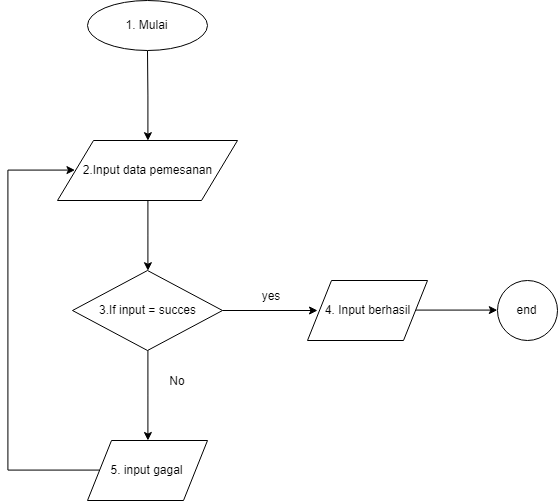 1. Mulai
2.Input data pemesanan
3.If input = succes
yes
4. Input berhasil
end
No
5. input gagal